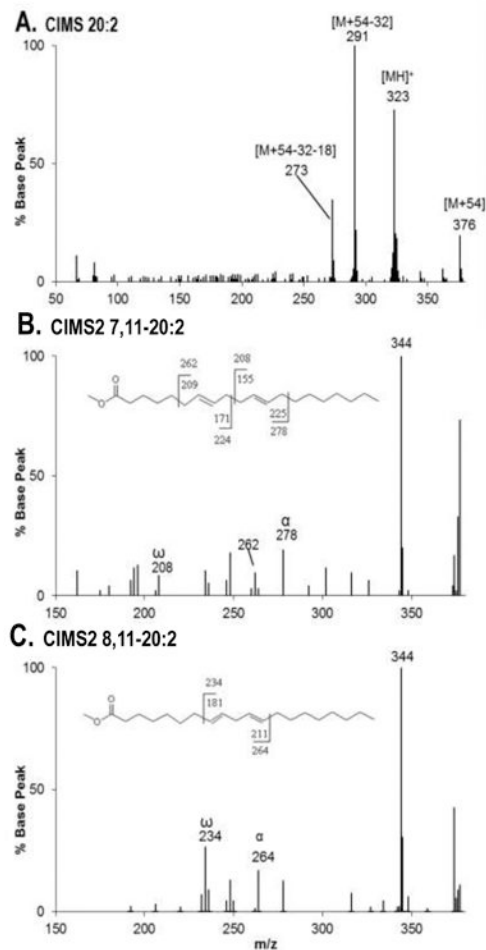 A. CIMS 20:2
[M+54-32]
291
[MH]+
323
[M+54-32-18]
273
[M+54]
376
% Base Peak
100
50
0
50 100 150 200 250 300 350
B. CIMS2 7,11-20:2
344
262
209
208
155
171
224
225
278
O
O
ω
208
262
α
278
% Base Peak
100
50
0
150 200 250 300 350
C. CIMS2 8,11-20:2
344
234
181
211
264
O
O
ω
234
α
264
% Base Peak
100
50
0
150 200 250 300 350
m/z